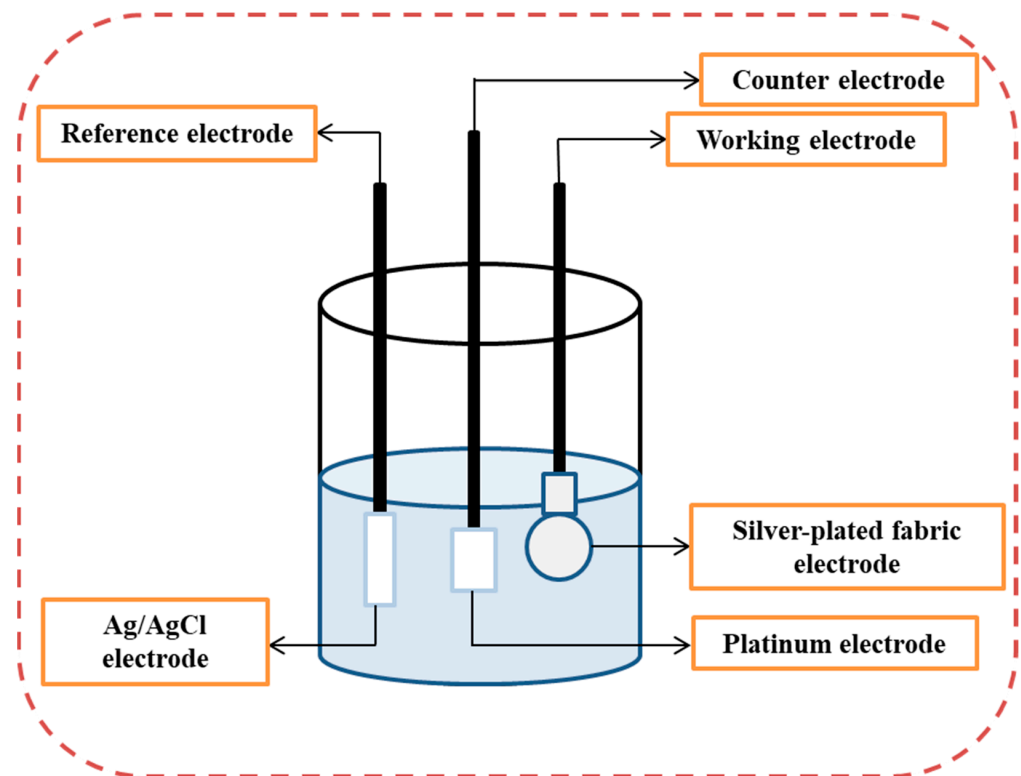 Counter electrode
Reference electrode
Working electrode
Silver-plated fabric
electrode
Ag/AgCl
electrode
Platinum electrode